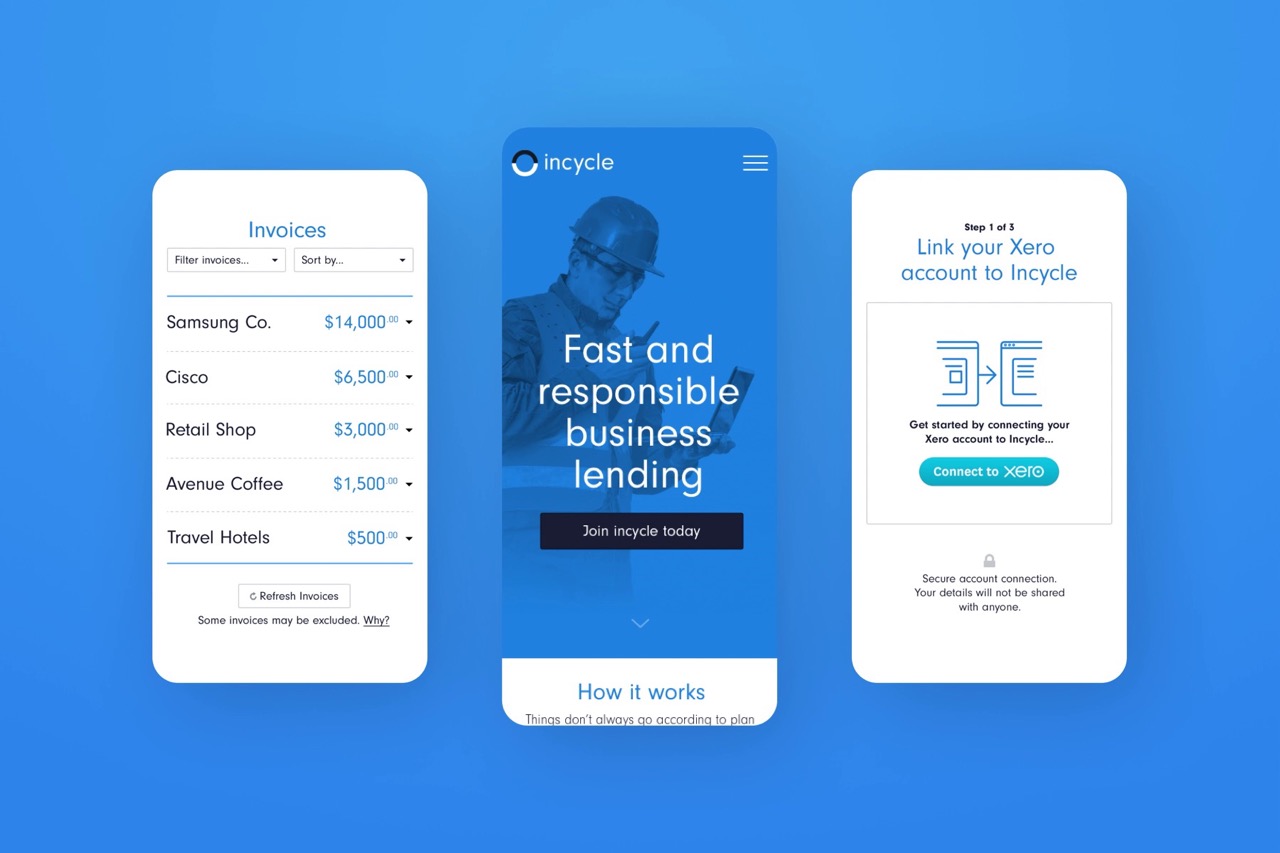 Invoices
Filter invoices...
Sort by...
Samsung Co.
$14,000.00
Cisco
$6,500.00
Retail Shop
$3,000.00
Avenue Coffee
$1,500.00
Travel Hotels
$500.00
Refresh Invoices
Some invoices may be excluded. Why?
incycle
Fast and
responsible
business
lending
Join incycle today
How it works
Things don't always go according to plan
Step 1 of 3
Link your Xero
account to Incycle
Get started by connecting your
Xero account to Incycle...
Connect to xero
Secure account connection.
Your details will not be shared
with anyone.